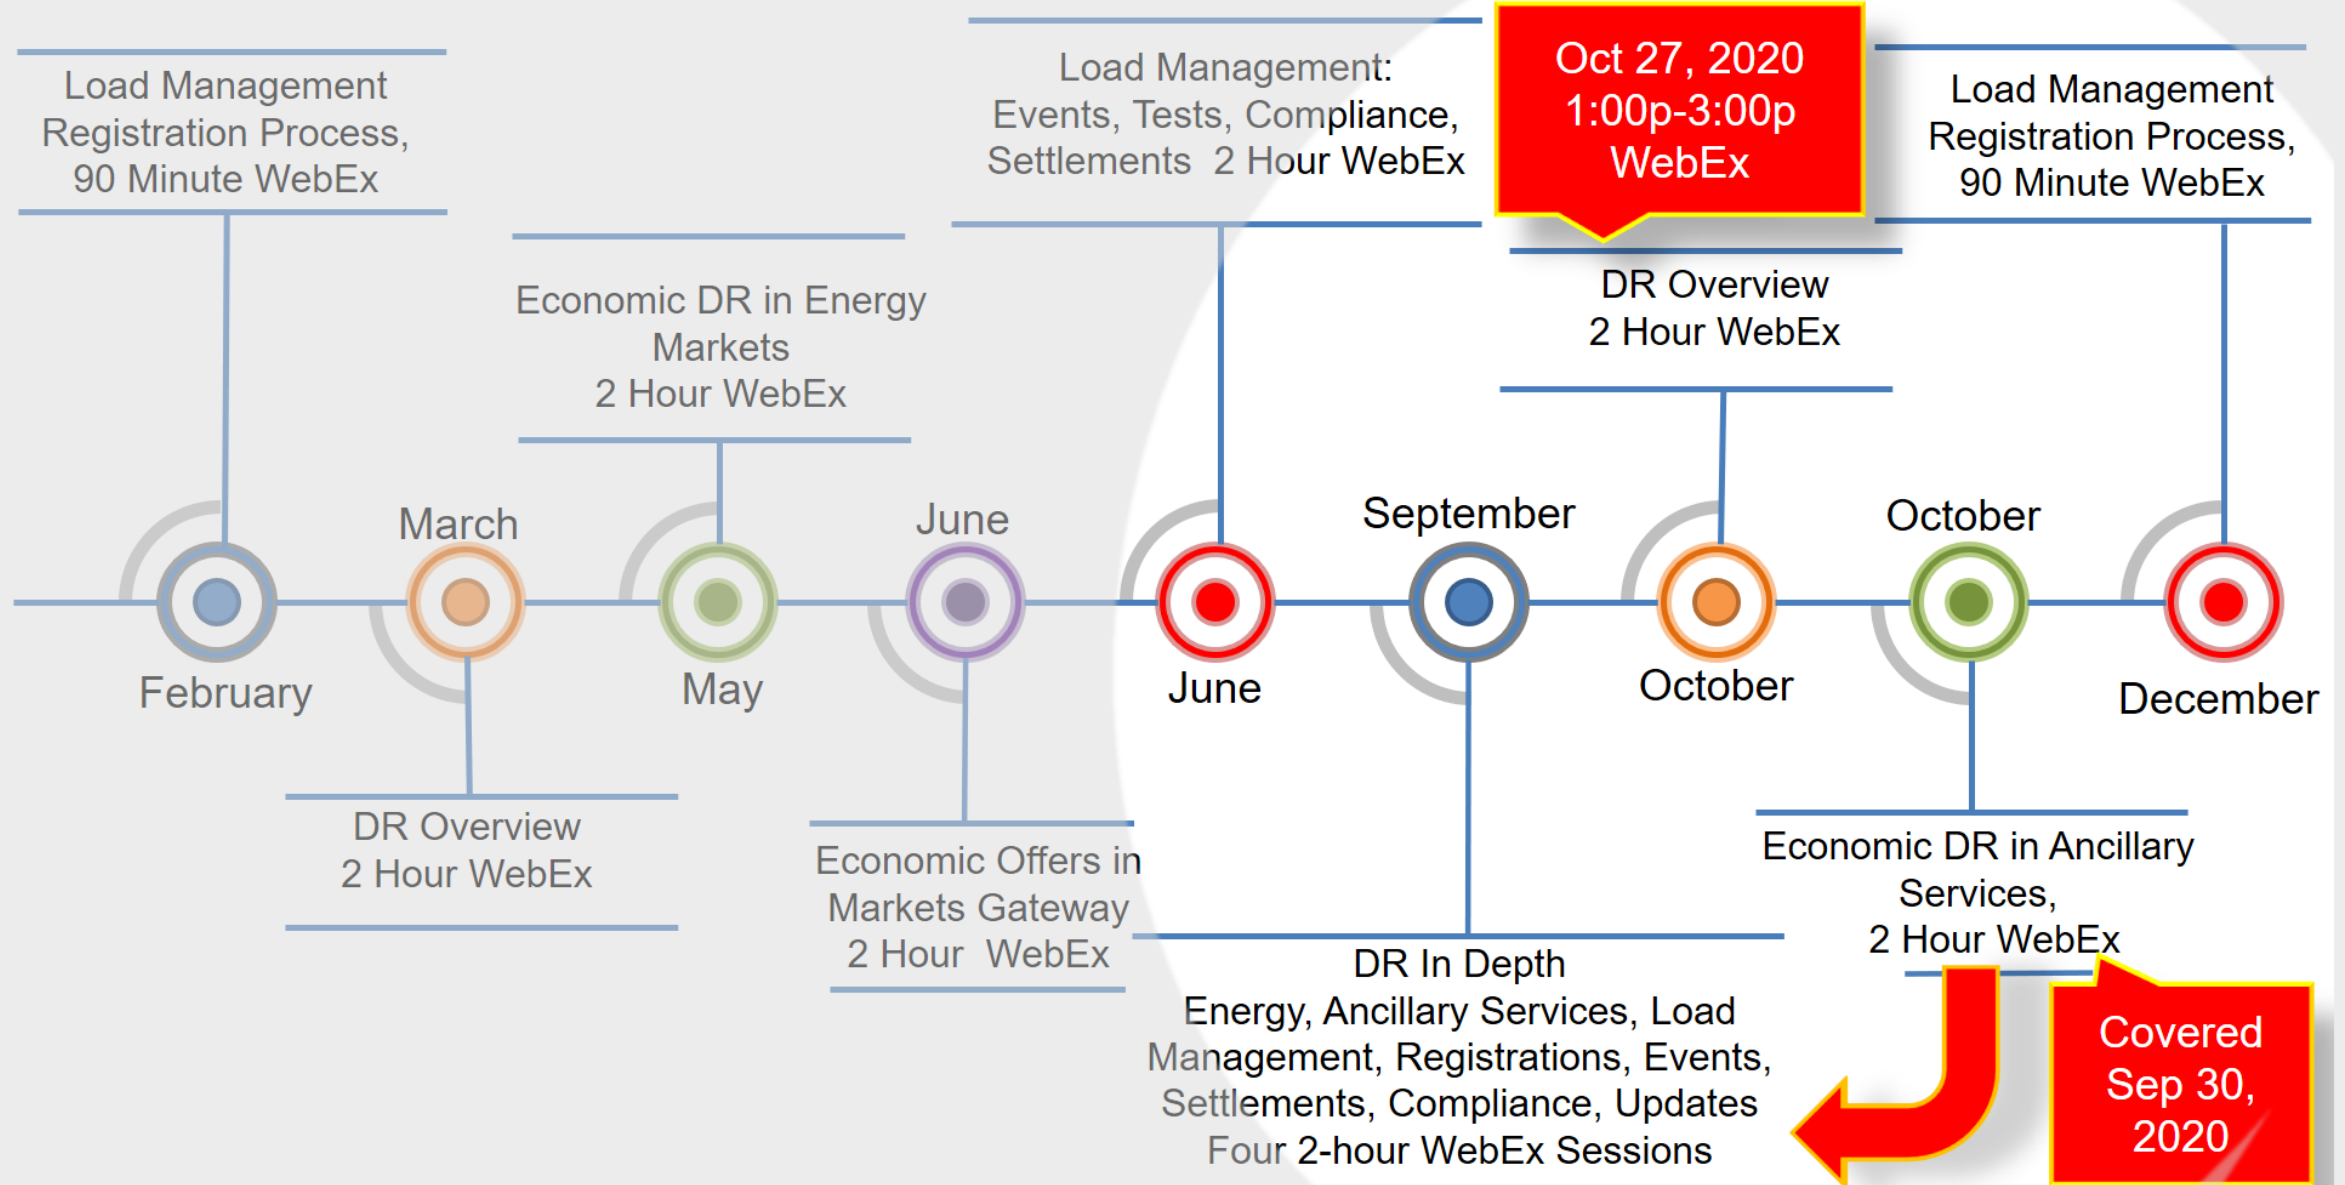 Load Management
Registration Process,
90 Minute WebEx
Economic DR in Energy
Markets
2 Hour WebEx
Load Management:
Events, Tests, Compliance,
Settlements  2 Hour WebEx
Oct 27, 2020
1:00p-3:00p
WebEx
DR Overview
2 Hour WebEx
Load Management
Registration Process,
90 Minute WebEx
February
March
May
June
June
September
October
October
December
DR Overview
2 Hour WebEx
Economic Offers in
Markets Gateway
2 Hour  WebEx
DR In Depth
Energy, Ancillary Services, Load
Management, Registrations, Events,
Settlements, Compliance, Updates
Four 2-hour WebEx Sessions
Economic DR in Ancillary
Services,
2 Hour WebEx
Covered
Sep 30,
2020